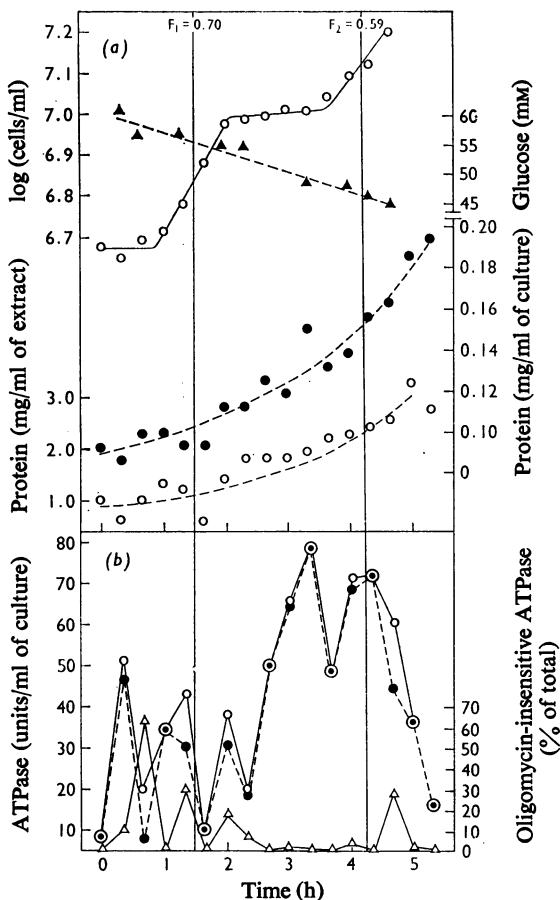 F₁ = 0.70
F₂ = 0.59
(a)
log (cells/ml)
7.2
7.1
7.0
6.9
6.8
6.7
Glucose (mM)
60
55
50
45
Protein (mg/ml of extract)
3.0
2.0
1.0
Protein (mg/ml of culture)
0.20
0.18
0.16
0.14
0.12
0.10
0
(b)
ATPase (units/ml of culture)
80
70
60
50
40
30
20
10
Oligomycin-insensitive ATPase
(% of total)
70
60
50
40
30
20
10
0
0 1 2 3 4 5
Time (h)